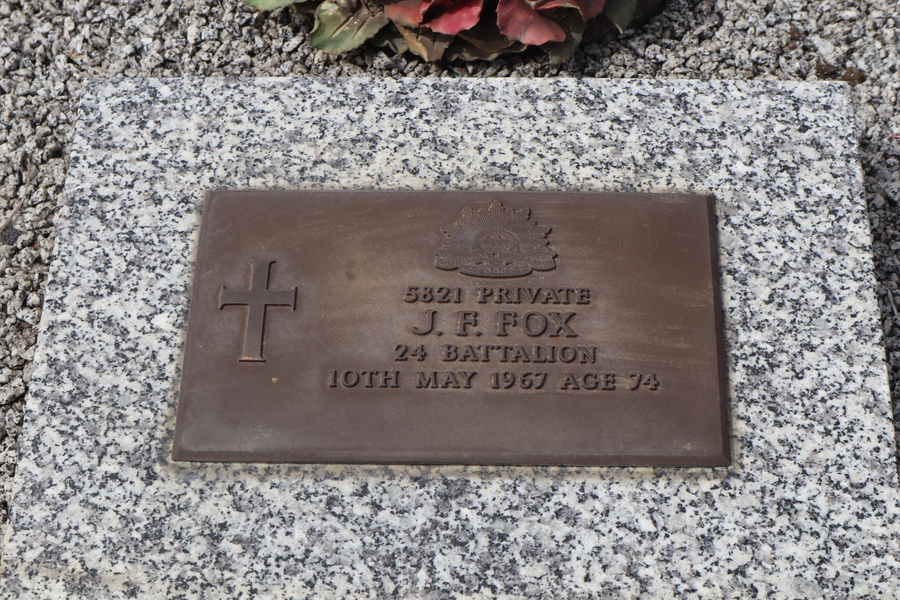 5821 PRIVATE
J. F. FOX
24 BATTALION
10TH MAY 1967 AGE 74